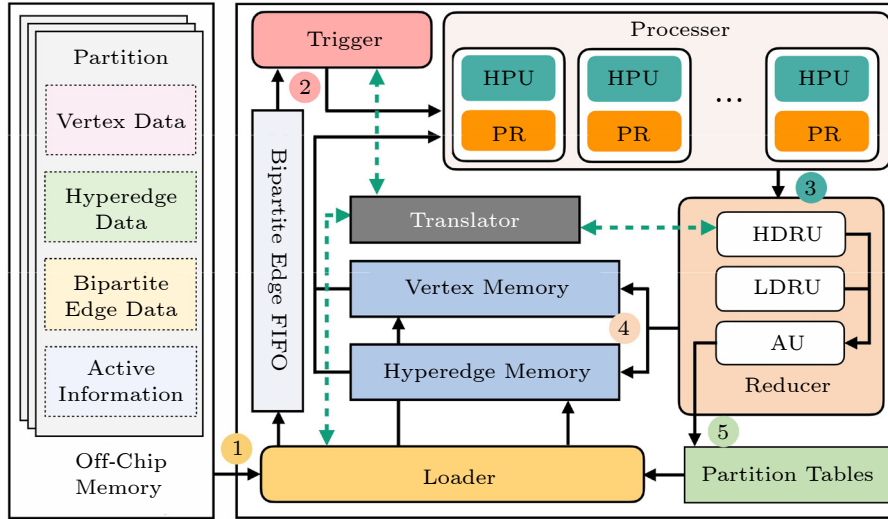 Partition
Vertex Data
Hyperedge
Data
Bipartite
Edge Data
Active
Information
Off-Chip
Memory
1
Trigger
2
Bipartite Edge FIFO
Processer
HPU
PR
HPU
PR
...
HPU
PR
3
Translator
Vertex Memory
Hyperedge Memory
4
HDRU
LDRU
AU
Reducer
5
Loader
Partition Tables